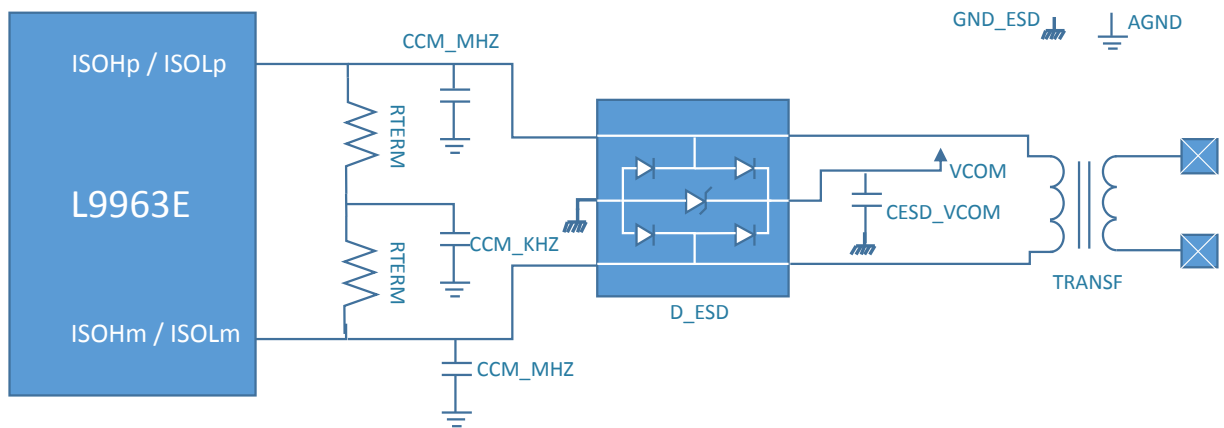 GND_ESD
AGND
CCM_MHZ
ISOHp / ISOLp
RTERM
VCOM
L9963E
CESD_VCOM
CCM_KHZ
RTERM
TRANSF
D_ESD
ISOHm / ISOLm
CCM_MHZ